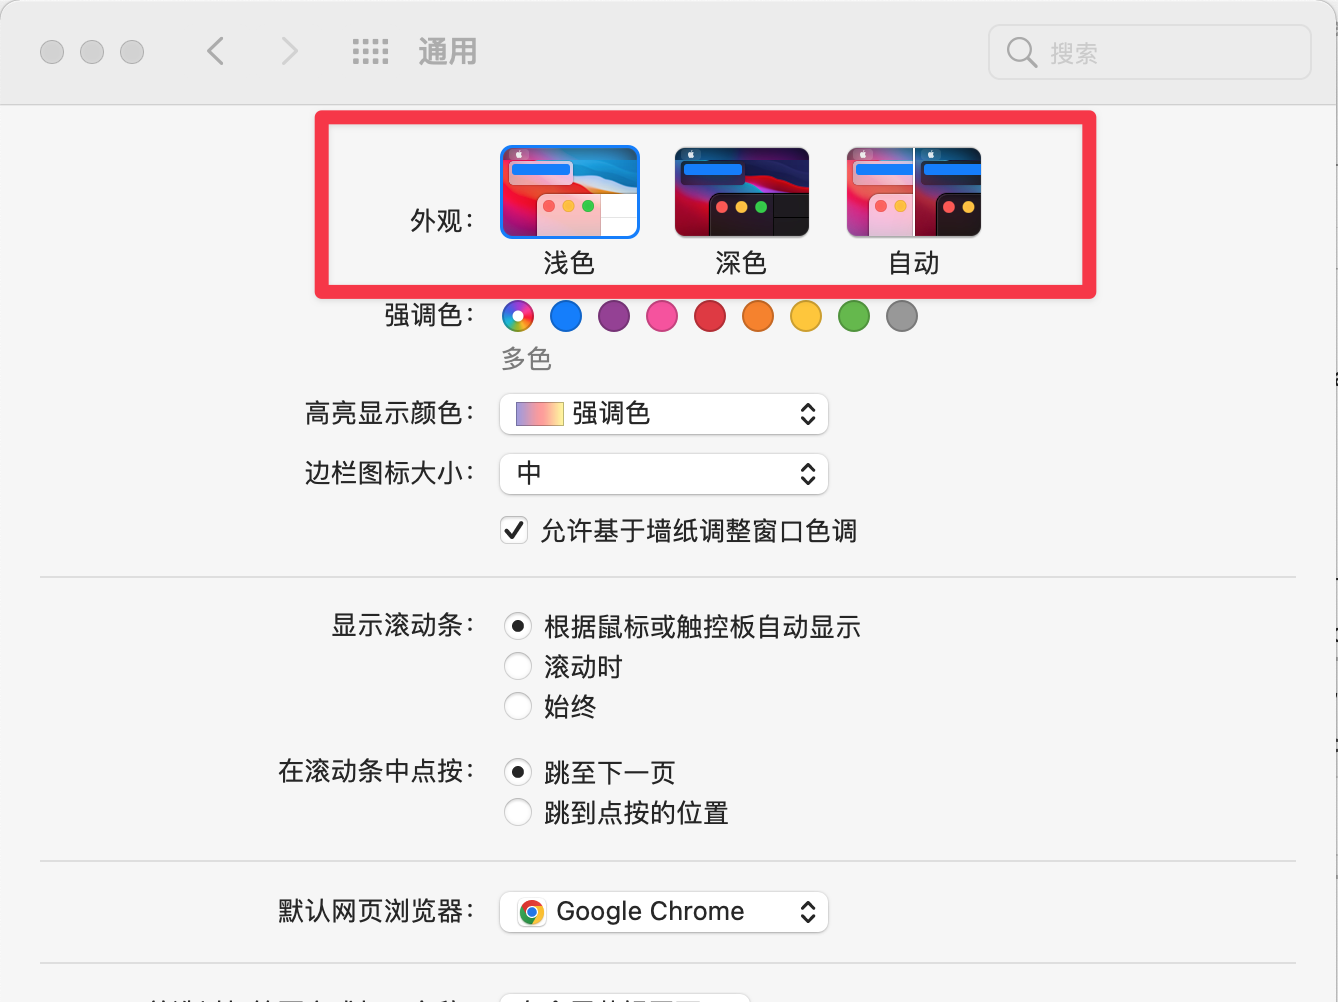 通用
搜索
外观：
浅色
深色
自动
强调色：
多色
高亮显示颜色：
强调色
边栏图标大小：
中
允许基于墙纸调整窗口色调
显示滚动条：
根据鼠标或触控板自动显示
滚动时
始终
在滚动条中点按：
跳至下一页
跳到点按的位置
默认网页浏览器：
Google Chrome